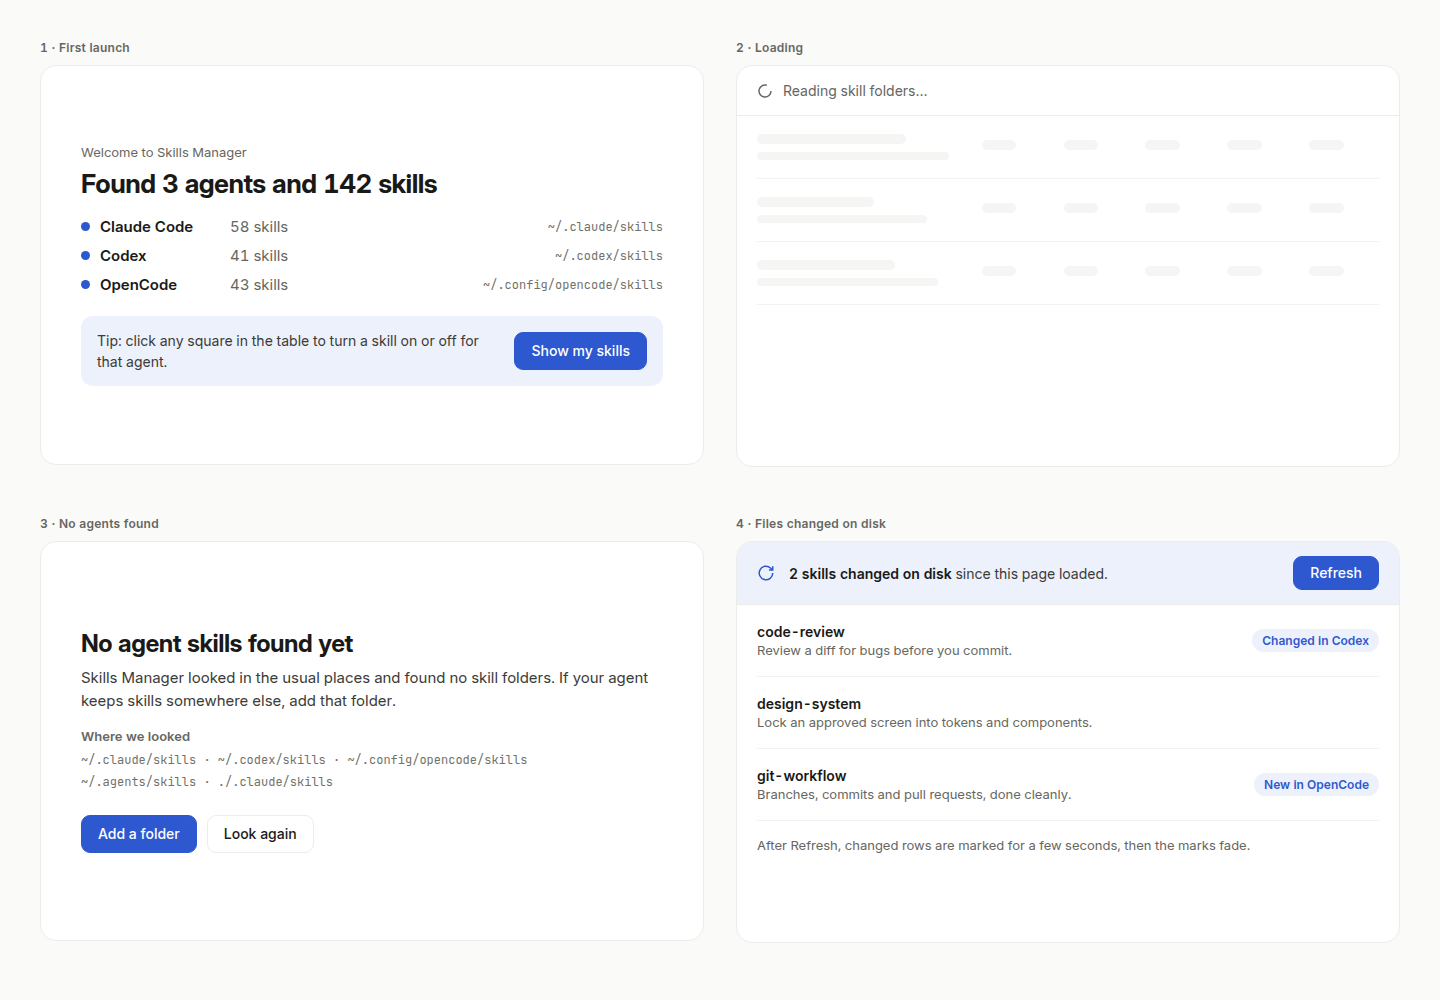 1 · First launch
Welcome to Skills Manager
Found 3 agents and 142 skills
Claude Code 58 skills ~/.claude/skills
Codex 41 skills ~/.codex/skills
OpenCode 43 skills ~/.config/opencode/skills
Tip: click any square in the table to turn a skill on or off for
that agent.
Show my skills
2 · Loading
Reading skill folders...
3 · No agents found
No agent skills found yet
Skills Manager looked in the usual places and found no skill folders. If your agent
keeps skills somewhere else, add that folder.
Where we looked
~/.claude/skills · ~/.codex/skills · ~/.config/opencode/skills
~/.agents/skills · ./.claude/skills
Add a folder
Look again
4 · Files changed on disk
2 skills changed on disk since this page loaded.
Refresh
code-review
Review a diff for bugs before you commit.
Changed in Codex
design-system
Lock an approved screen into tokens and components.
git-workflow
Branches, commits and pull requests, done cleanly.
New in OpenCode
After Refresh, changed rows are marked for a few seconds, then the marks fade.